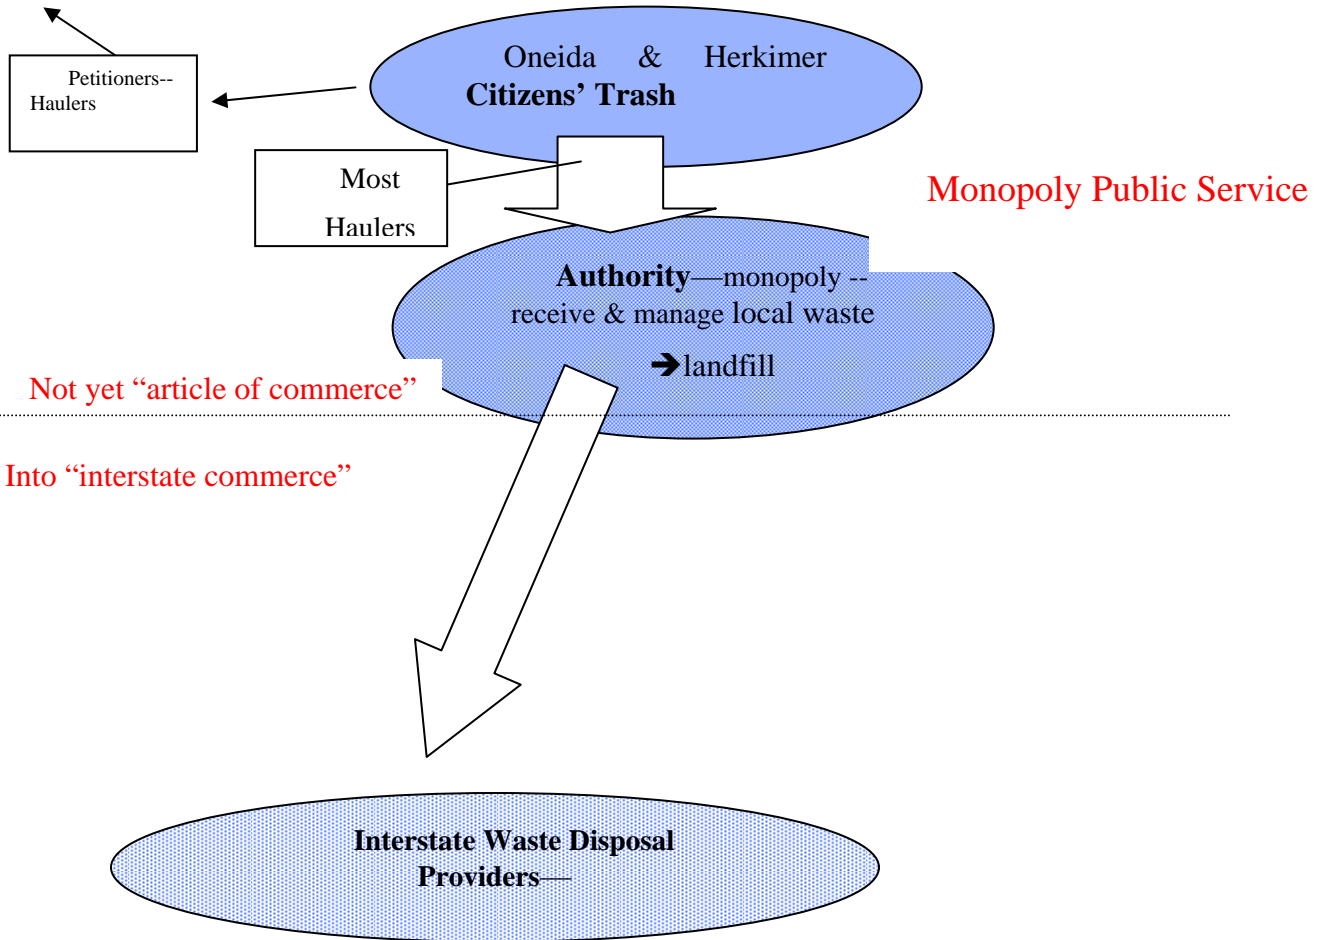 Oneida & Herkimer
Citizens’ Trash
Petitioners--
Haulers
Most
Haulers
Monopoly Public Service
Authority—monopoly --
receive & manage local waste
➔landfill
Not yet “article of commerce”
Into “interstate commerce”
Interstate Waste Disposal
Providers—